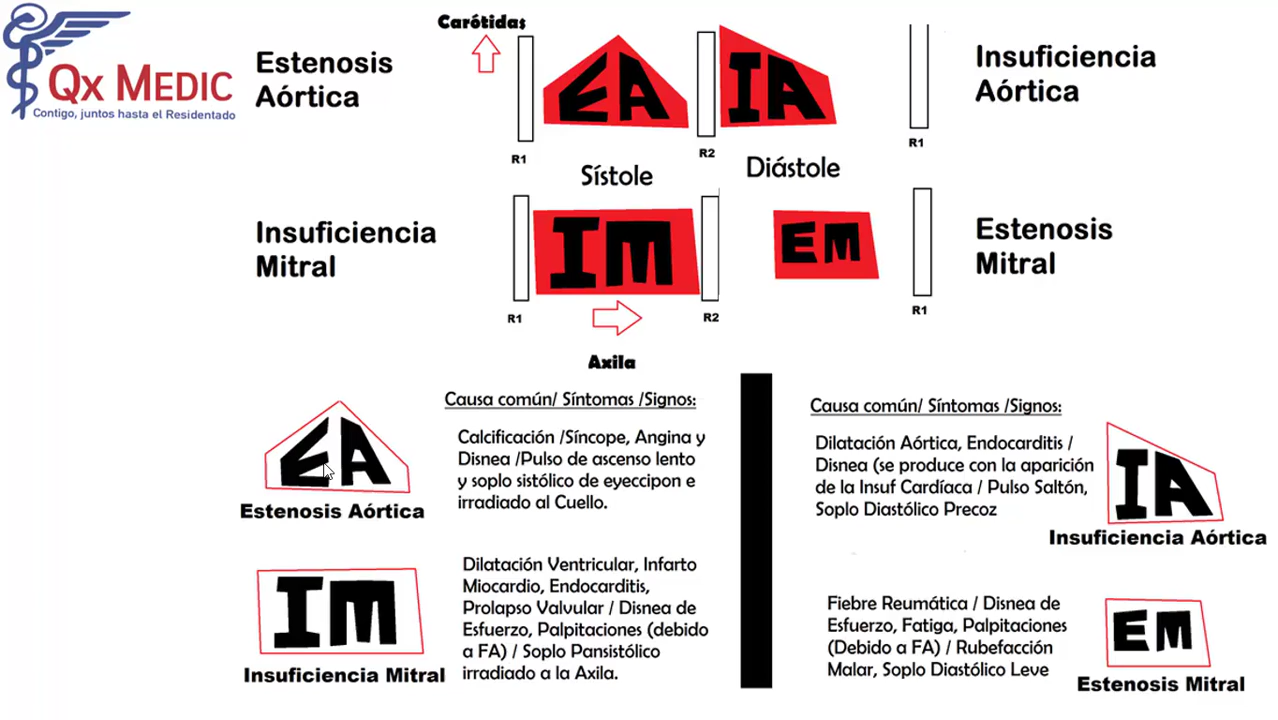 Qx MEDIC
Contigo, juntos hasta el Residentado
Estenosis
Aórtica
Carótidas
EA
IA
R1
R2
R1
Insuficiencia
Aórtica
Sístole
Diástole
Insuficiencia
Mitral
IM
EM
R1
R2
R1
Estenosis
Mitral
Axila
Causa común/ Síntomas /Signos:
EA
Estenosis Aórtica
Calcificación /Síncope, Angina y
Disnea /Pulso de ascenso lento
y soplo sistólico de eyeccipon e
irradiado al Cuello.
IM
Insuficiencia Mitral
Dilatación Ventricular, Infarto
Miocardio, Endocarditis,
Prolapso Valvular / Disnea de
Esfuerzo, Palpitaciones (debido
a FA) / Soplo Pansistólico
irradiado a la Axila.
Causa común/ Síntomas /Signos:
Dilatación Aórtica, Endocarditis /
Disnea (se produce con la aparición
de la Insuf Cardíaca / Pulso Saltón,
Soplo Diastólico Precoz
IA
Insuficiencia Aórtica
Fiebre Reumática / Disnea de
Esfuerzo, Fatiga, Palpitaciones
(Debido a FA) / Rubefacción
Malar, Soplo Diastólico Leve
EM
Estenosis Mitral